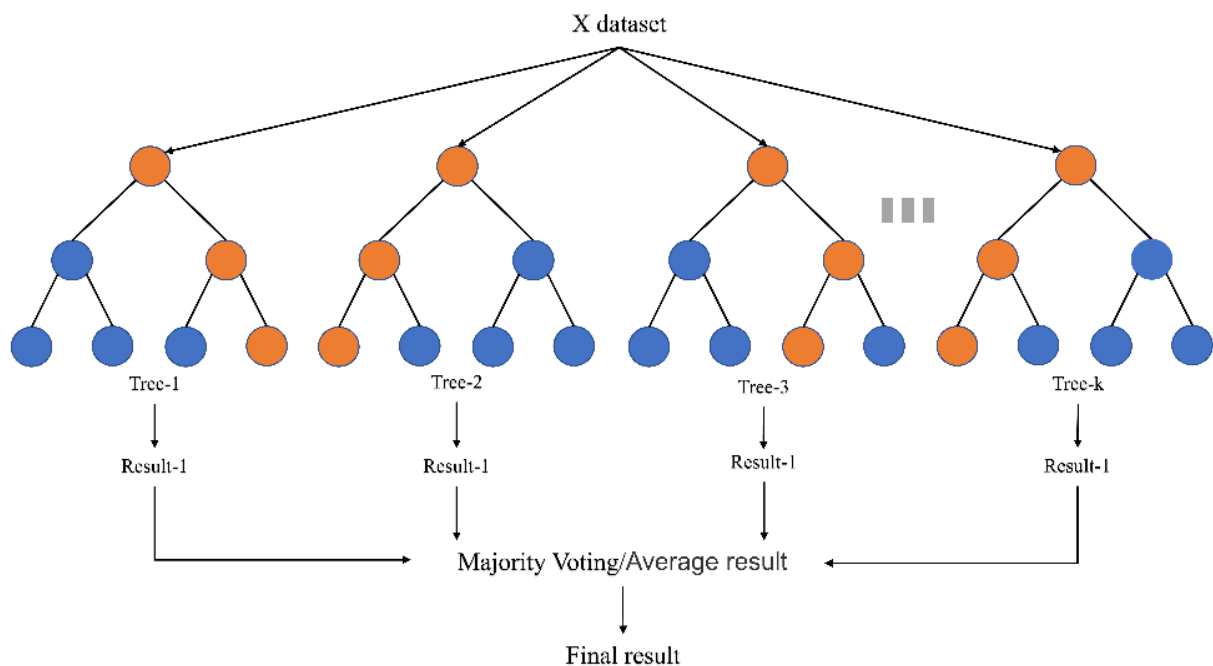 X dataset
Tree-1
Tree-2
Tree-3
Tree-k
Result-1
Result-1
Result-1
Result-1
Majority Voting/Average result
Final result